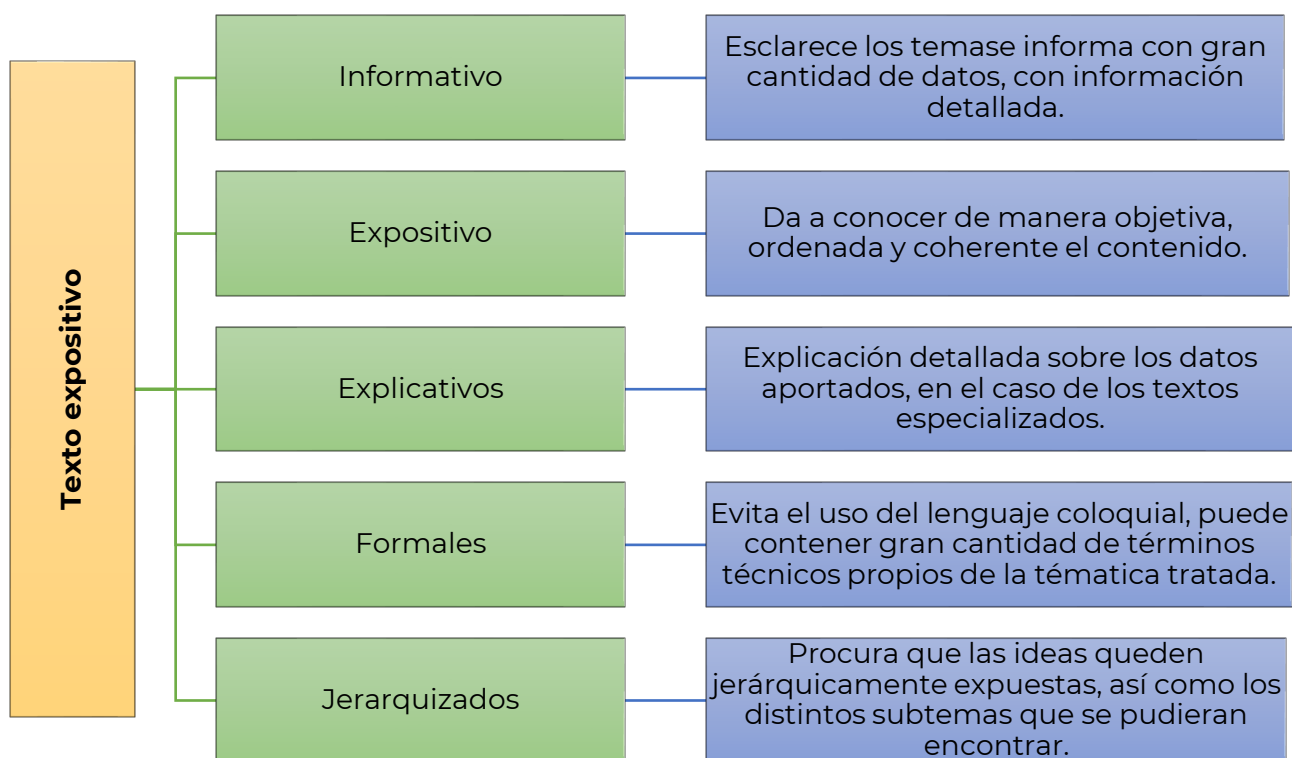 Texto expositivo
Informativo
Esclarece los temase informa con gran
cantidad de datos, con información
detallada.
Expositivo
Da a conocer de manera objetiva,
ordenada y coherente el contenido.
Explicativos
Explicación detallada sobre los datos
aportados, en el caso de los textos
especializados.
Formales
Evita el uso del lenguaje coloquial, puede
contener gran cantidad de términos
técnicos propios de la témática tratada.
Jerarquizados
Procura que las ideas queden
jerárquicamente expuestas, así como los
distintos subtemas que se pudieran
encontrar.